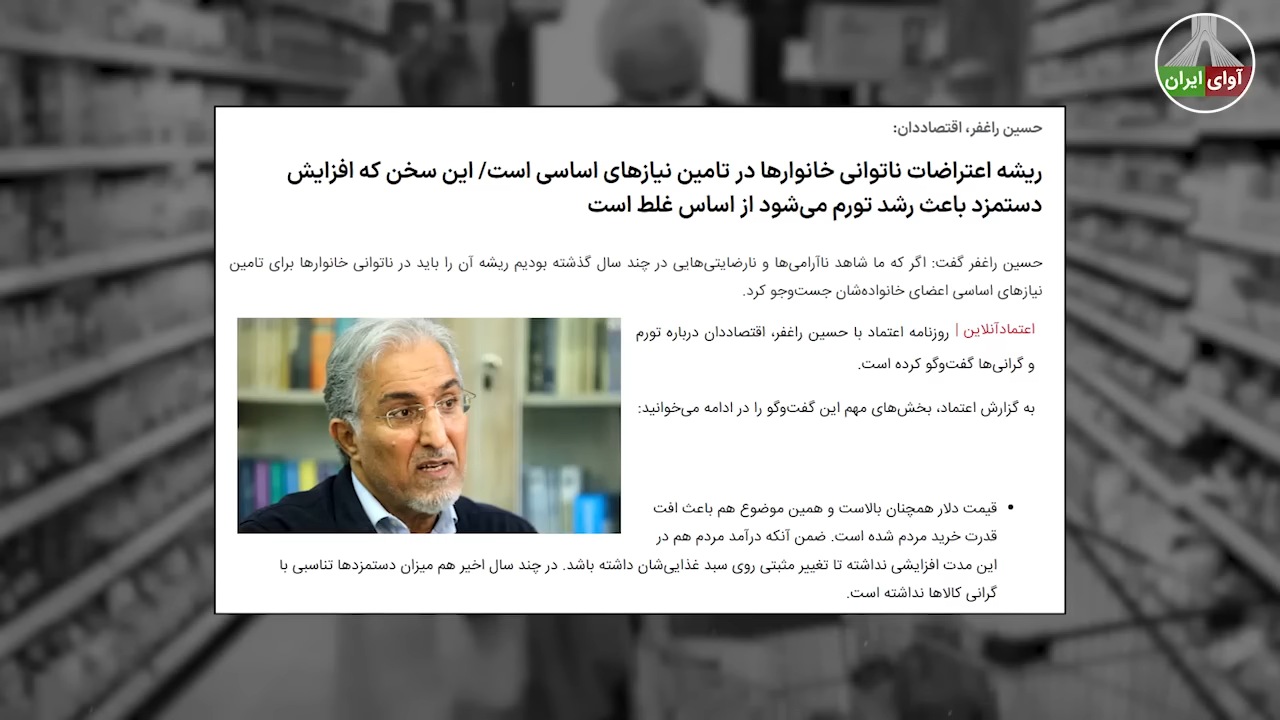 آوای ایران
حسین راغفر، اقتصاددان:
ریشه اعتراضات ناتوانی خانوارها در تامین نیازهای اساسی است/ این سخن که افزایش
دستمزد باعث رشد تورم می‌شود از اساس غلط است
حسین راغفر گفت: اگر که ما شاهد ناآرامی‌ها و نارضایتی‌هایی در چند سال گذشته بودیم ریشه آن را باید در ناتوانی خانوارها برای تامین
نیازهای اساسی اعضای خانواده‌شان جست‌وجو کرد.
اعتمادآنلاین | روزنامه اعتماد با حسین راغفر، اقتصاددان درباره تورم
و گرانی‌ها گفت‌وگو کرده است.
به گزارش اعتماد، بخش‌های مهم این گفت‌وگو را در ادامه می‌خوانید:
• قیمت دلار همچنان بالاست و همین موضوع هم باعث افت
قدرت خرید مردم شده است. ضمن آنکه درآمد مردم هم در
این مدت افزایشی نداشته تا تغییر مثبتی روی سبد غذایی‌شان داشته باشد. در چند سال اخیر هم میزان دستمزدها تناسبی با
گرانی کالاها نداشته است.